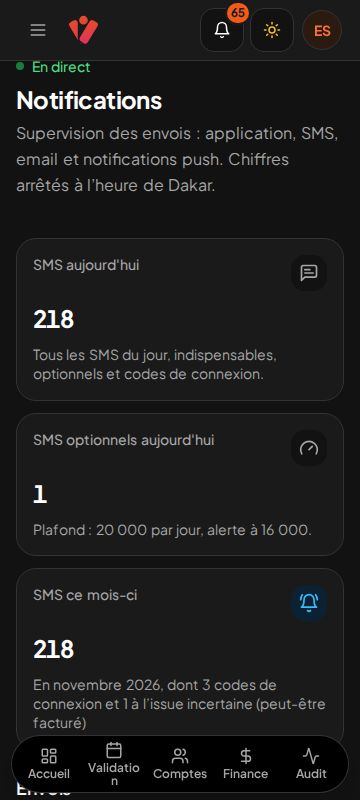 65
ES
En direct
Notifications
Supervision des envois : application, SMS,
email et notifications push. Chiffres
arrêtés à l'heure de Dakar.
SMS aujourd'hui
218
Tous les SMS du jour, indispensables,
optionnels et codes de connexion.
SMS optionnels aujourd'hui
1
Plafond : 20 000 par jour, alerte à 16 000.
SMS ce mois-ci
218
En novembre 2026, dont 3 codes de
connexion et 1 à l'issue incertaine (peut-être
facturé)
Accueil
Validatio
n
Comptes
Finance
Audit
Envois